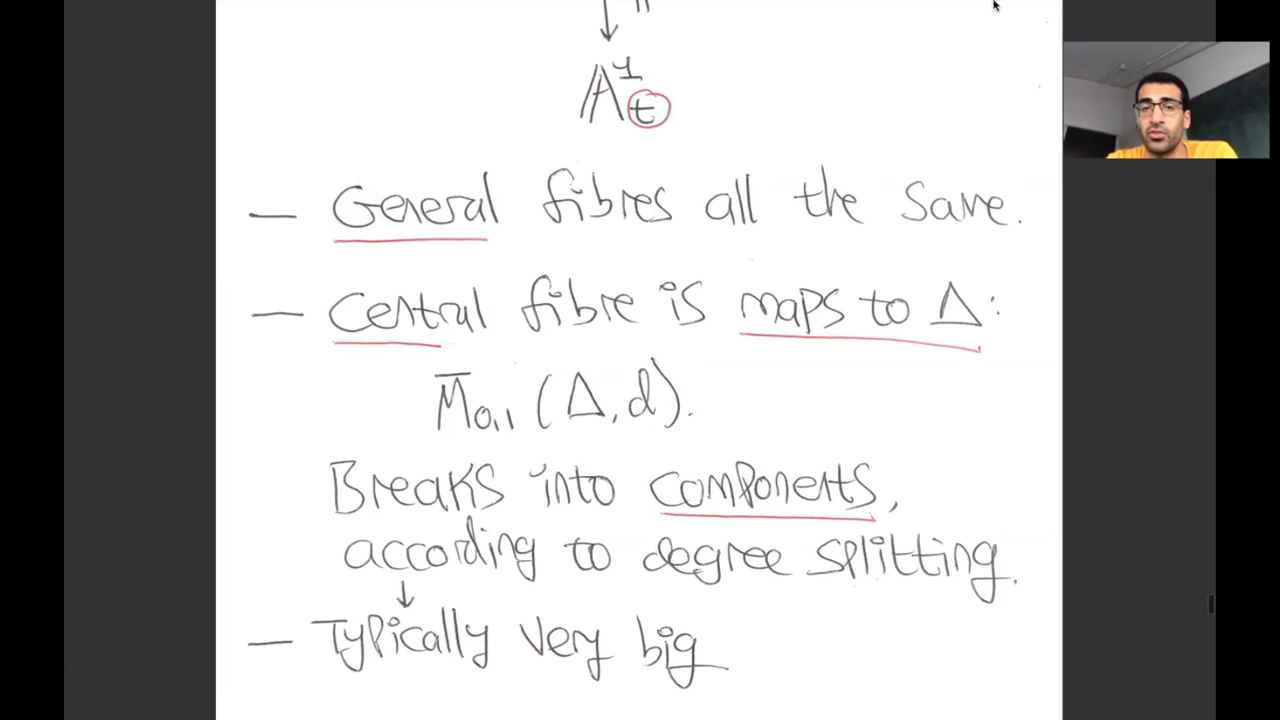 ↓ π
𝔸¹ₜ
— General fibres all the same.
— Central fibre is maps to Δ:
M̄₀,₁ (Δ, d).
Breaks into components,
according to degree splitting.
↓
— Typically very big